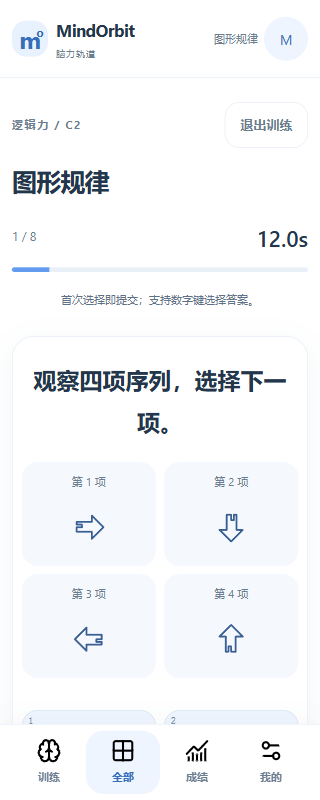 mo
MindOrbit
脑力轨道
图形规律
M
逻辑力 / C2
退出训练
图形规律
1 / 8
12.0s
首次选择即提交；支持数字键选择答案。
观察四项序列，选择下一
项。
第 1 项
第 2 项
第 3 项
第 4 项
1
2
训练
全部
成绩
我的